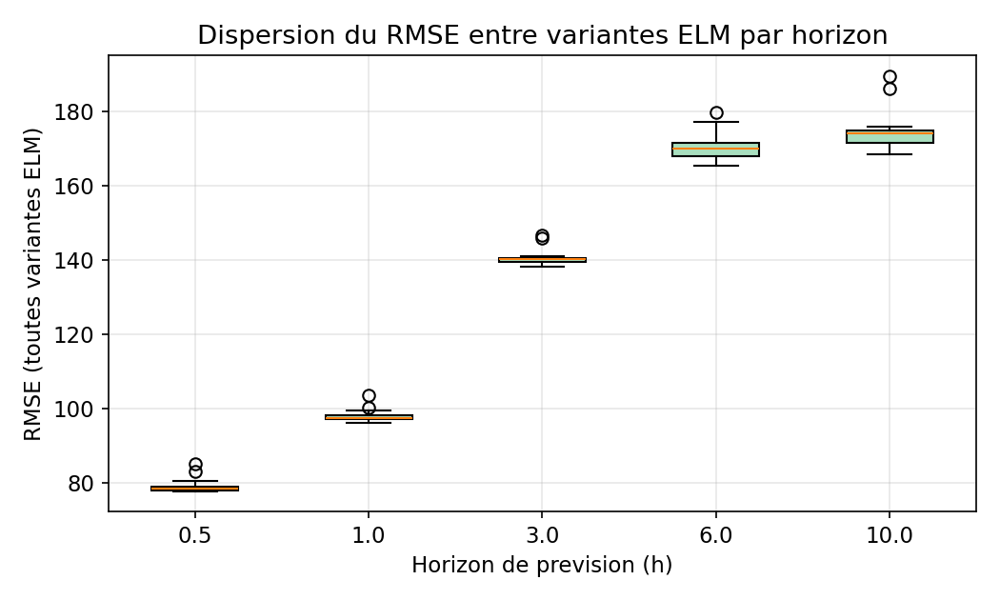 Dispersion du RMSE entre variantes ELM par horizon
RMSE (toutes variantes ELM)
180
160
140
120
100
80
0.5 1.0 3.0 6.0 10.0
Horizon de prevision (h)